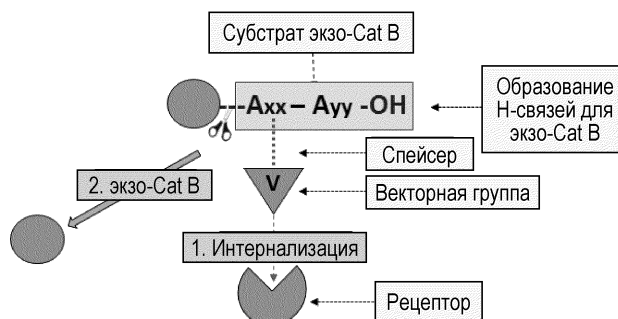 Субстрат экзо-Cat B
Axx – Ayy -OH
Образование
Н-связей для
экзо-Cat B
Спейсер
2. экзо-Cat B
V
Векторная группа
1. Интернализация
Рецептор